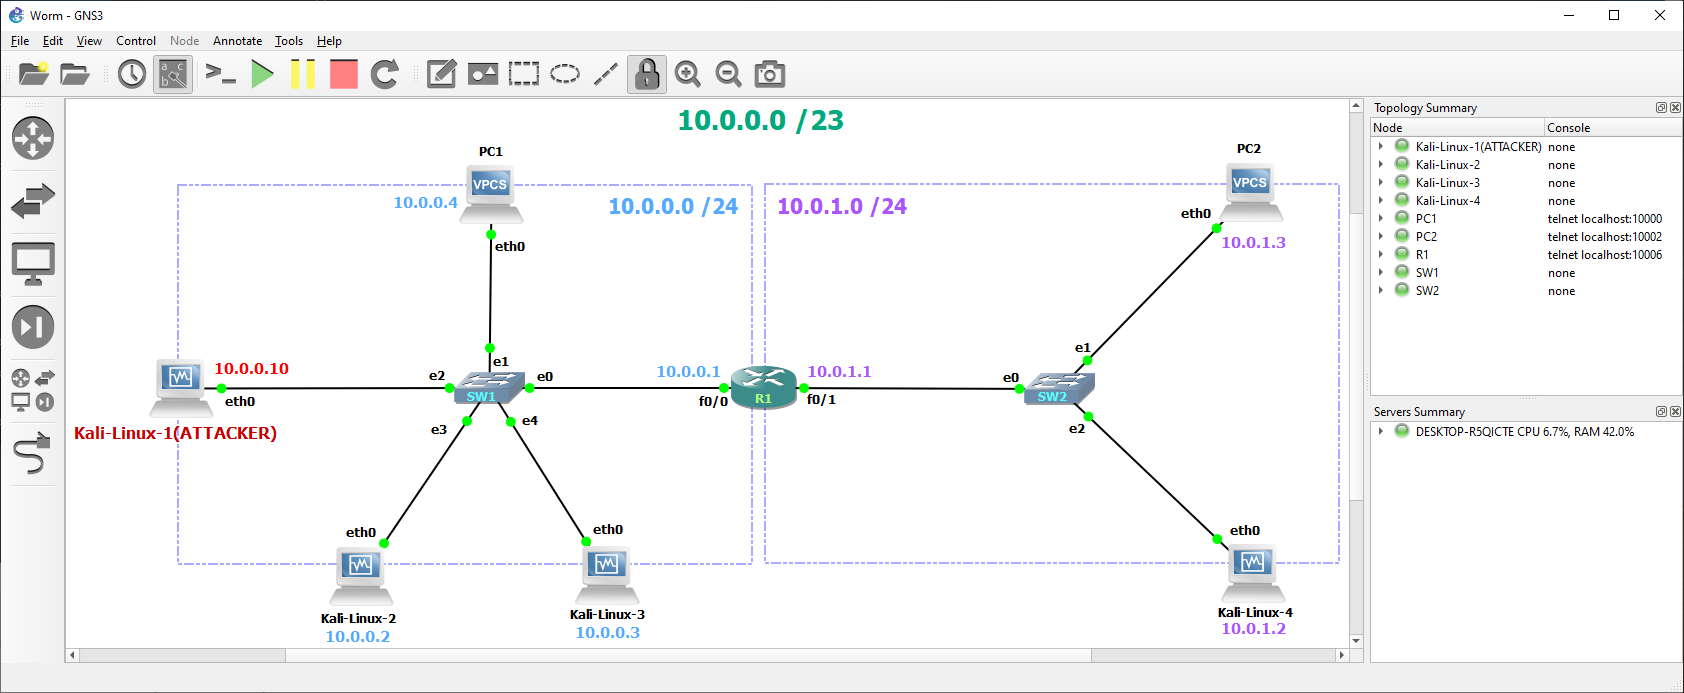 Worm - GNS3
File Edit View Control Node Annotate Tools Help
10.0.0.0 /23
PC1
VPCS
10.0.0.4
eth0
10.0.0.0 /24
10.0.1.0 /24
PC2
VPCS
eth0
10.0.1.3
10.0.0.10
eth0
Kali-Linux-1(ATTACKER)
e2
e1
e0
SW1
e3
e4
10.0.0.1
f0/0
R1
10.0.1.1
f0/1
e0
e1
SW2
e2
eth0
Kali-Linux-2
10.0.0.2
eth0
Kali-Linux-3
10.0.0.3
eth0
Kali-Linux-4
10.0.1.2
Topology Summary
Node Console
Kali-Linux-1(ATTACKER) none
Kali-Linux-2 none
Kali-Linux-3 none
Kali-Linux-4 none
PC1 telnet localhost:10000
PC2 telnet localhost:10002
R1 telnet localhost:10006
SW1 none
SW2 none
Servers Summary
DESKTOP-R5QICTE CPU 6.7%, RAM 42.0%